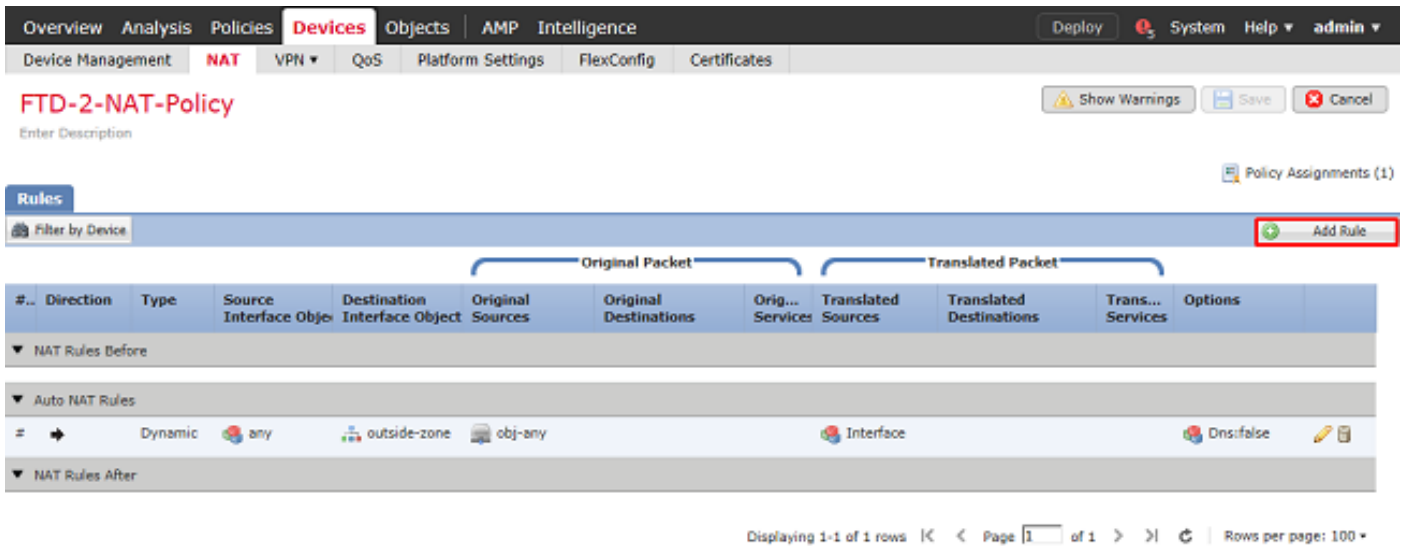 Overview Analysis Policies Devices Objects AMP Intelligence Deploy 5 System Help ▾ admin ▾
Device Management NAT VPN ▾ QoS Platform Settings FlexConfig Certificates
FTD-2-NAT-Policy Show Warnings Save Cancel
Enter Description
Policy Assignments (1)
Rules
Filter by Device Add Rule
Original Packet Translated Packet
#.. Direction Type Source Destination Original Original Orig... Translated Translated Trans... Options
Interface Obje Interface Object Sources Destinations Services Sources Destinations Services
▼ NAT Rules Before
▼ Auto NAT Rules
# Dynamic any outside-zone obj-any Interface Dns:false
▼ NAT Rules After
Displaying 1-1 of 1 rows |< < Page 1 of 1 > >| Rows per page: 100 ▾